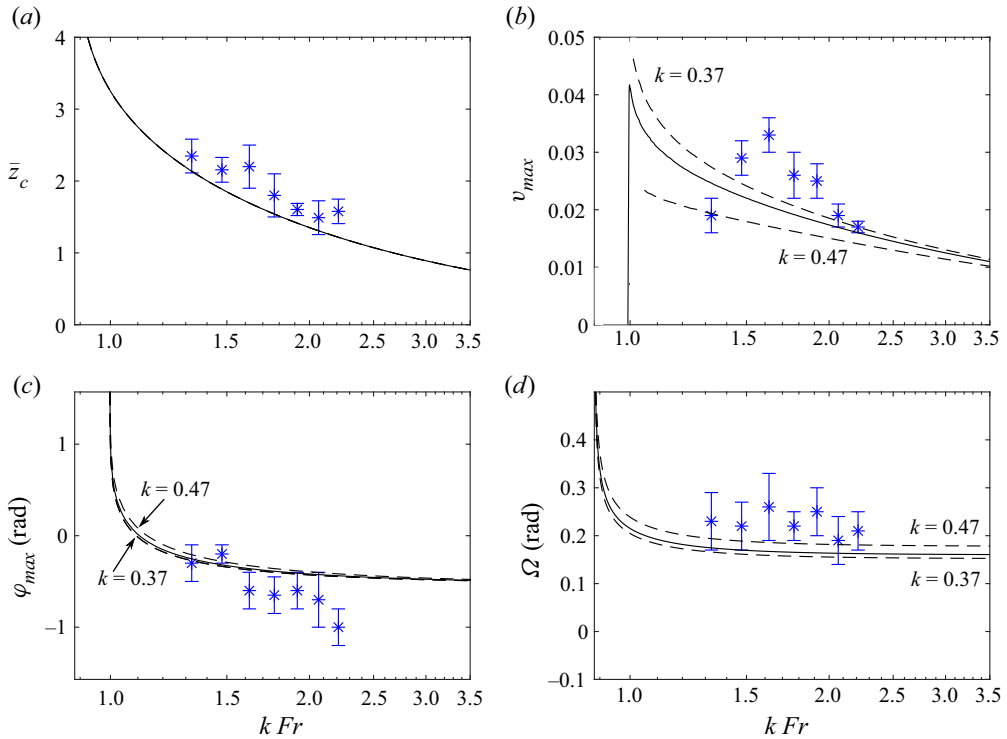 (a)
4
3
2
1
0
z̄c
1.0 1.5 2.0 2.5 3.0 3.5
(b)
0.05
0.04
0.03
0.02
0.01
0
vmax
k = 0.37
k = 0.47
1.0 1.5 2.0 2.5 3.0 3.5
(c)
1
0
–1
φmax (rad)
k = 0.47
k = 0.37
1.0 1.5 2.0 2.5 3.0 3.5
k Fr
(d)
0.4
0.3
0.2
0.1
0
–0.1
Ω (rad)
k = 0.47
k = 0.37
1.0 1.5 2.0 2.5 3.0 3.5
k Fr